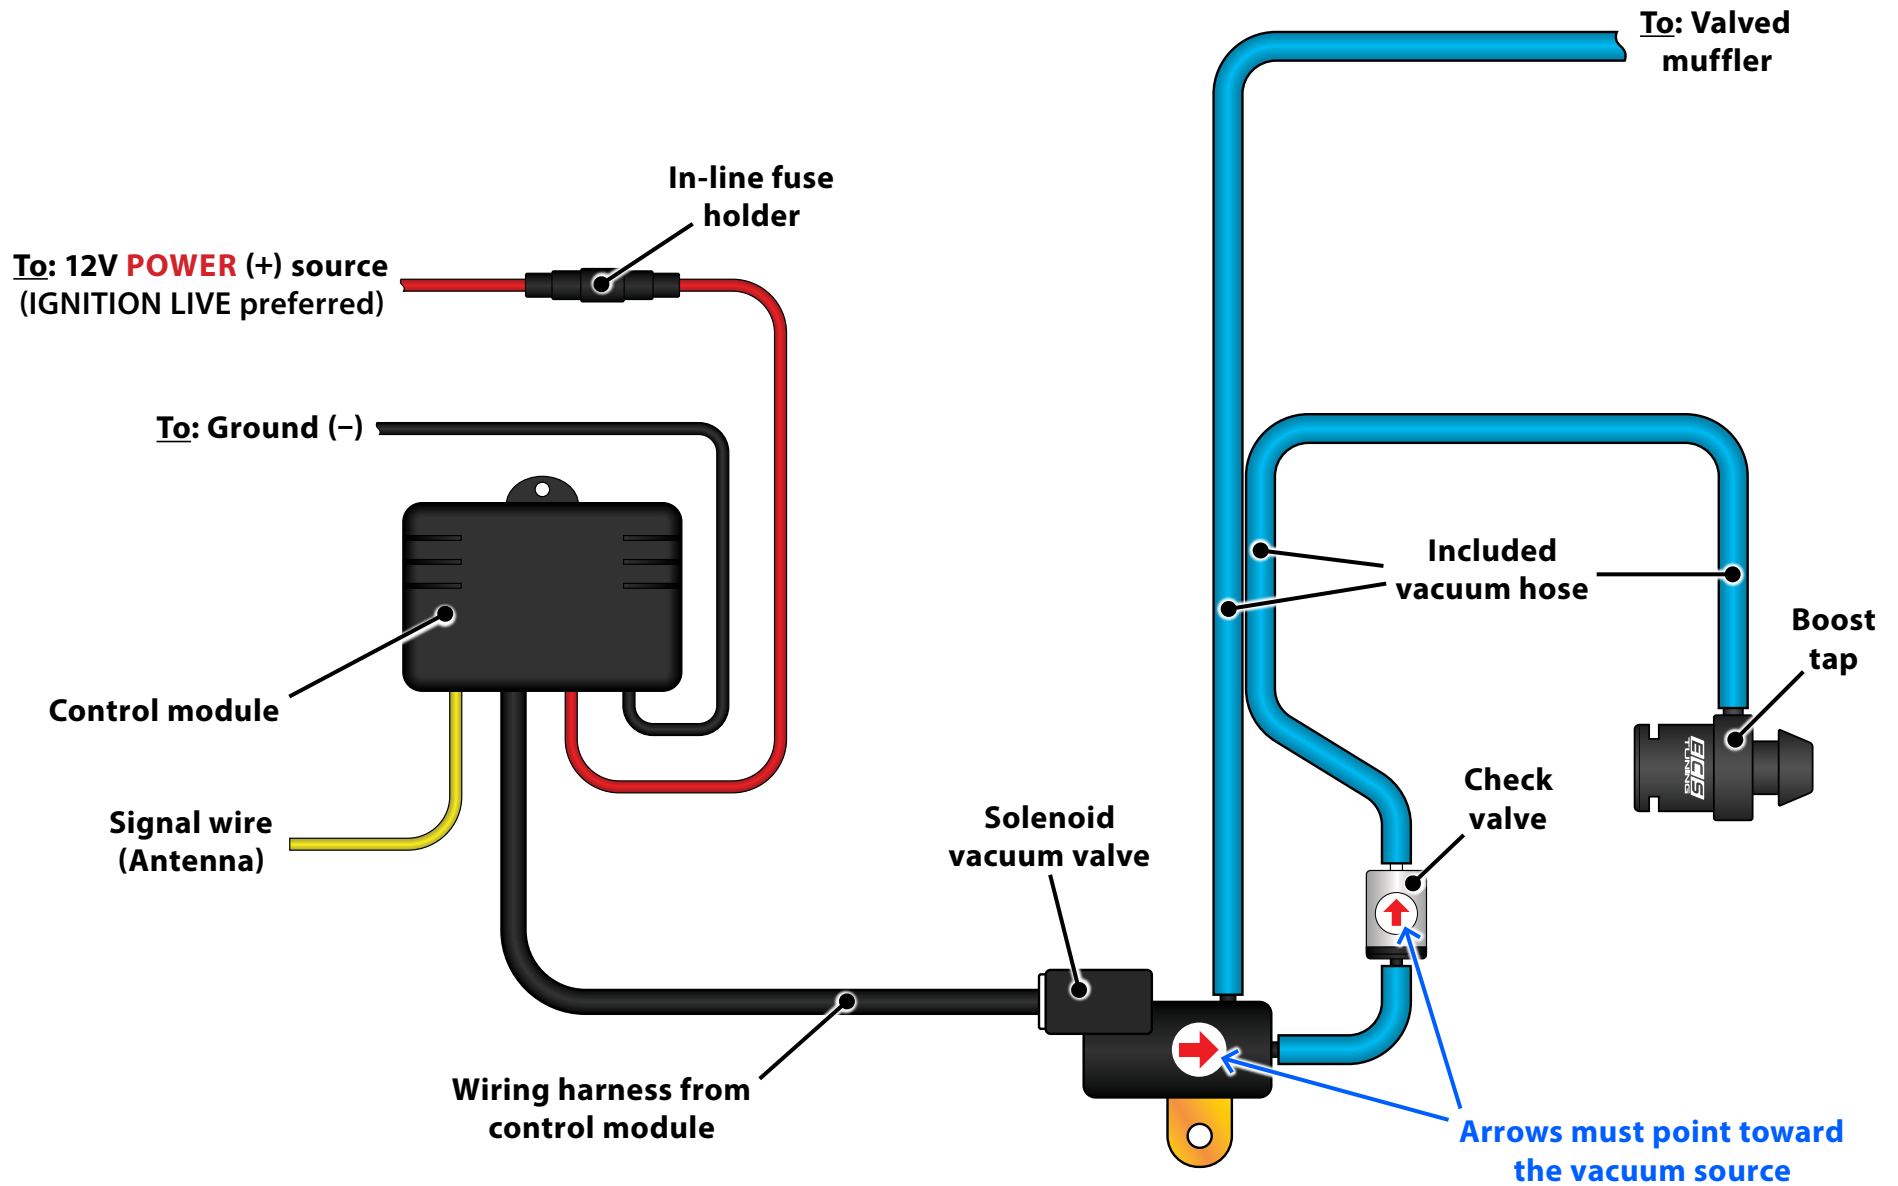 To: Valved
muffler
In-line fuse
holder
To: 12V POWER (+) source
(IGNITION LIVE preferred)
To: Ground (–)
Included
vacuum hose
Boost
tap
ECS
TUNING
Control module
Check
valve
Signal wire
(Antenna)
Solenoid
vacuum valve
Wiring harness from
control module
Arrows must point toward
the vacuum source